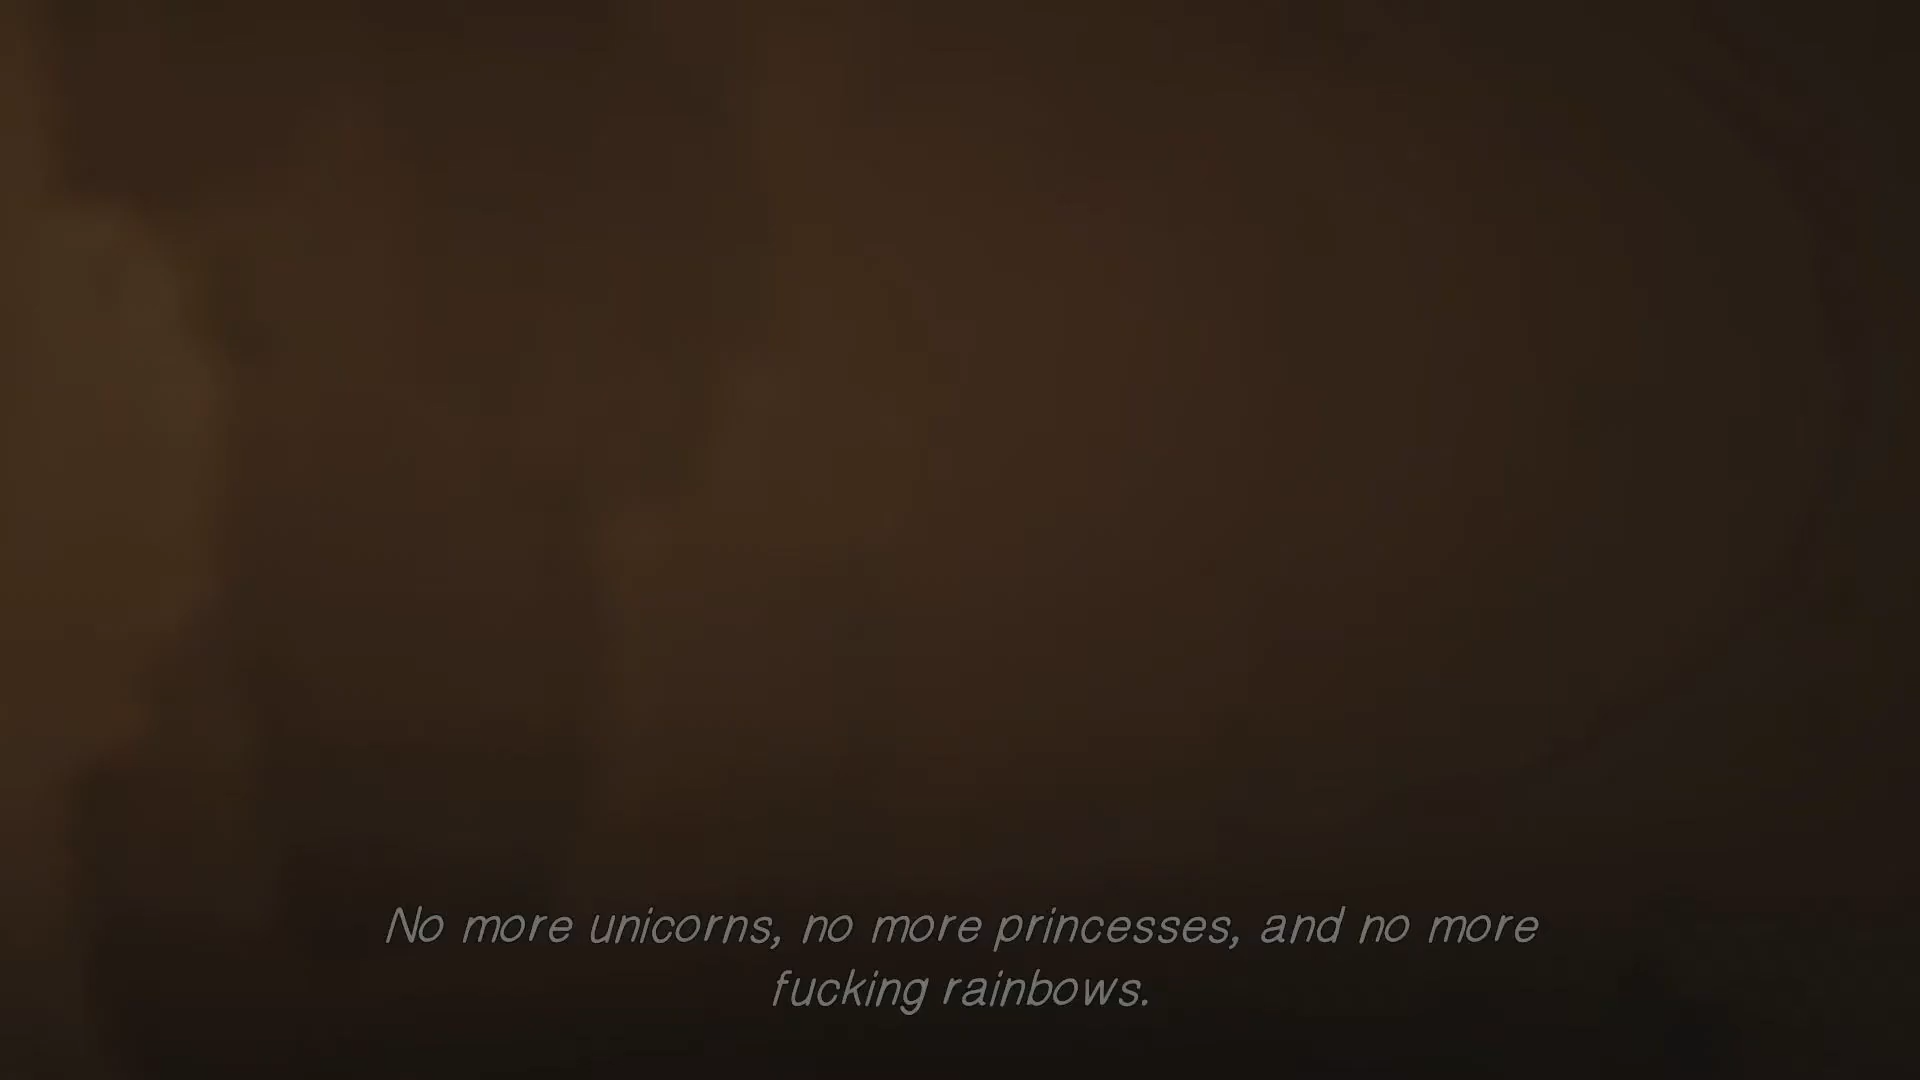 No more unicorns, no more princesses, and no more
fucking rainbows.